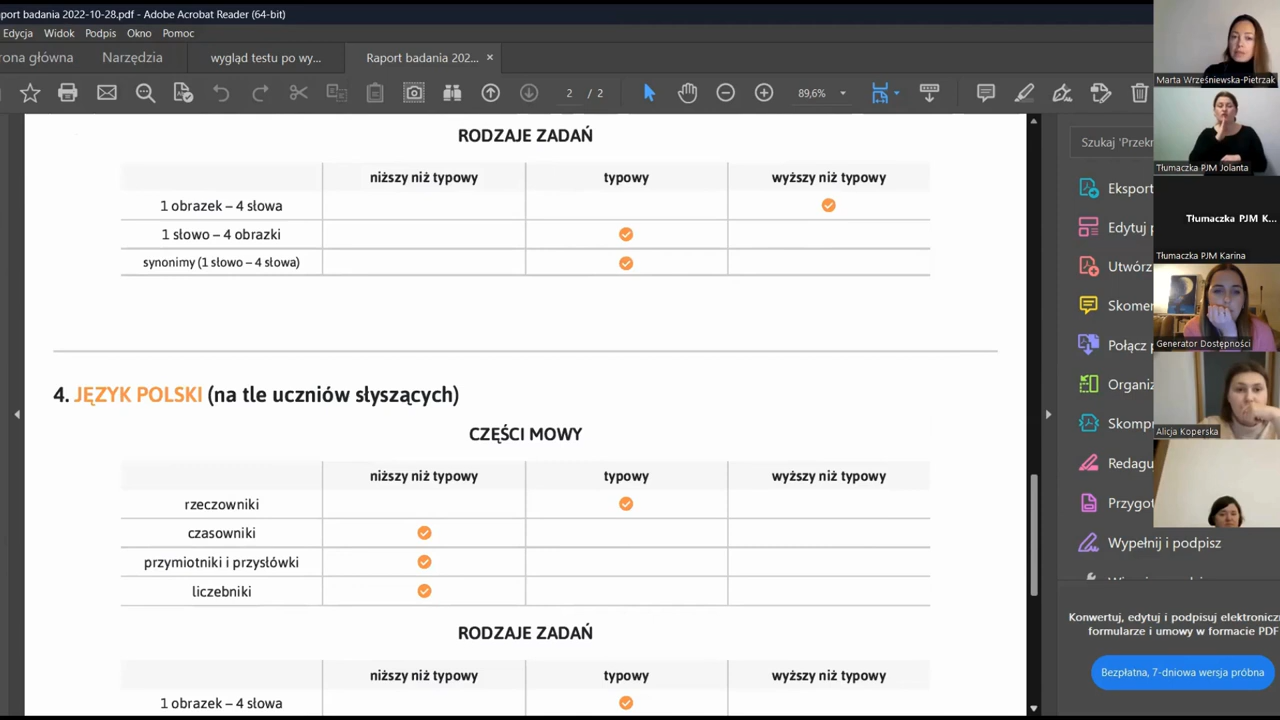 port badania 2022-10-28.pdf - Adobe Acrobat Reader (64-bit)
Edycja Widok Podpis Okno Pomoc
rona główna Narzędzia wygląd testu po wy... Raport badania 202... ×
2 / 2 89,6%
RODZAJE ZADAŃ
niższy niż typowy typowy wyższy niż typowy
1 obrazek – 4 słowa
1 słowo – 4 obrazki
synonimy (1 słowo – 4 słowa)
4. JĘZYK POLSKI (na tle uczniów słyszących)
CZĘŚCI MOWY
niższy niż typowy typowy wyższy niż typowy
rzeczowniki
czasowniki
przymiotniki i przysłówki
liczebniki
RODZAJE ZADAŃ
niższy niż typowy typowy wyższy niż typowy
1 obrazek – 4 słowa
Szukaj 'Przekr
Eksport
Edytuj p
Utwórz
Skomen
Połącz p
Organiz
Skompr
Redagu
Przygot
Wypełnij i podpisz
Konwertuj, edytuj i podpisuj elektroniczn
formularze i umowy w formacie PDF
Bezpłatna, 7-dniowa wersja próbna
Marta Wrześniewska-Pietrzak
Tłumaczka PJM Jolanta
Tłumaczka PJM K...
Tłumaczka PJM Karina
Generator Dostępności
Alicja Koperska